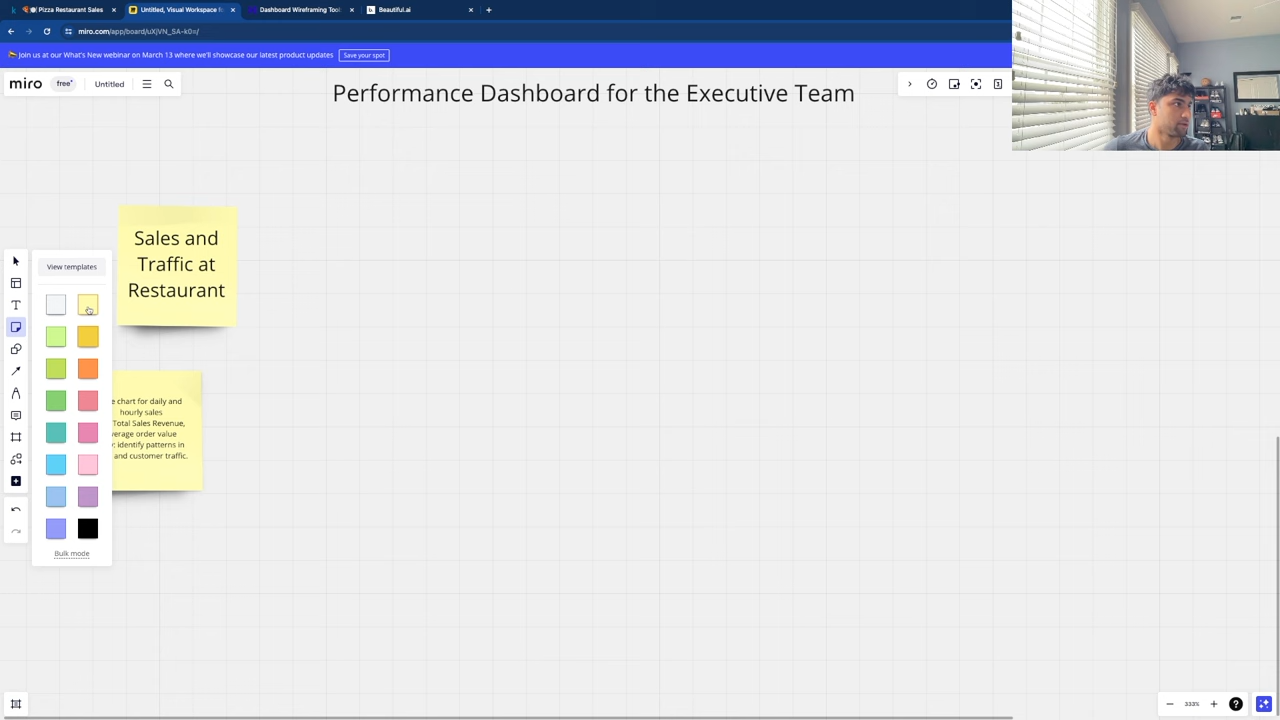 Pizza Restaurant Sales
Untitled, Visual Workspace for
Dashboard Wireframing Tool:
Beautiful.ai
miro.com/app/board/uXjVN_SA-k0=/
Join us at our What's New webinar on March 13 where we'll showcase our latest product updates
Save your spot
miro
free
Untitled
Performance Dashboard for the Executive Team
Sales and
Traffic at
Restaurant
View templates
e chart for daily and
hourly sales
Total Sales Revenue,
verage order value
: identify patterns in
and customer traffic.
Bulk mode
333%